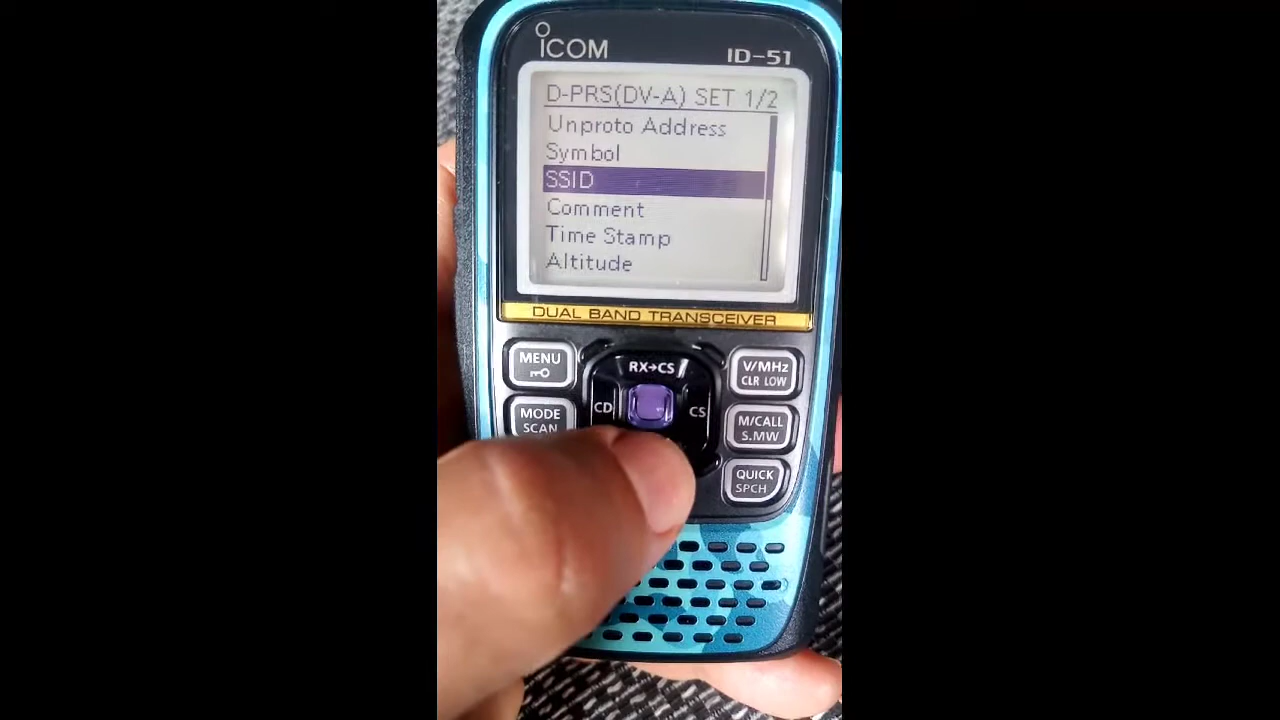 ICOM
ID-51
D-PRS(DV-A) SET 1/2
Unproto Address
Symbol
SSID
Comment
Time Stamp
Altitude
DUAL BAND TRANSCEIVER
MENU
RX→CS
V/MHz
CLR LOW
CD
CS
MODE
SCAN
M/CALL
S.MW
QUICK
SPCH